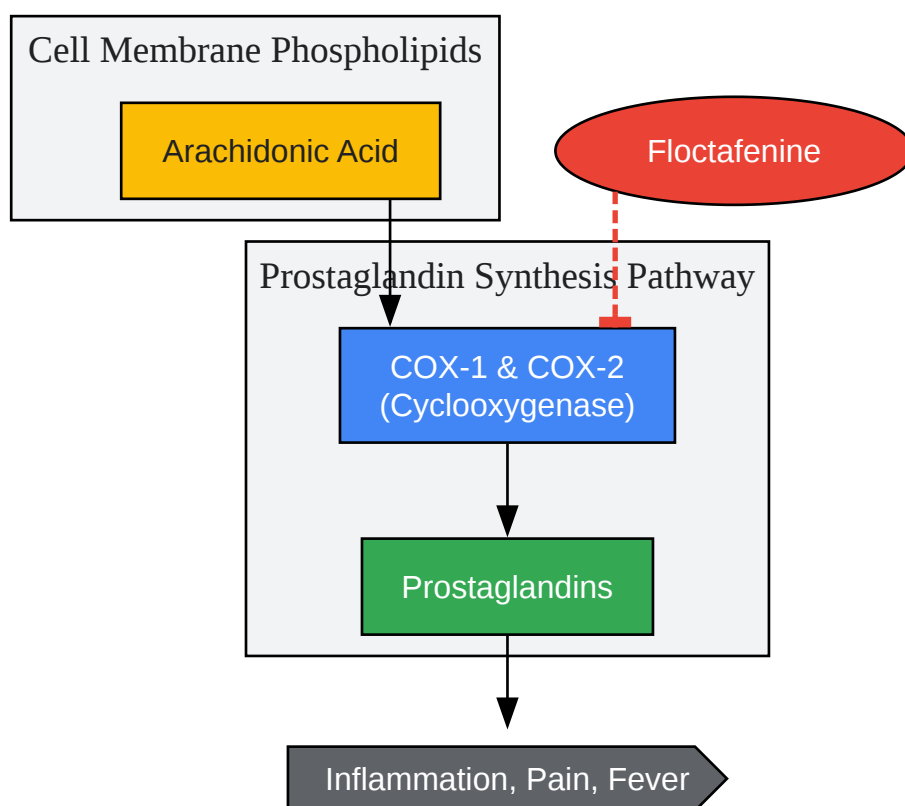 Cell Membrane Phospholipids
Arachidonic Acid
Floctafenine
Prostaglandin Synthesis Pathway
COX-1 & COX-2
(Cyclooxygenase)
Prostaglandins
Inflammation, Pain, Fever